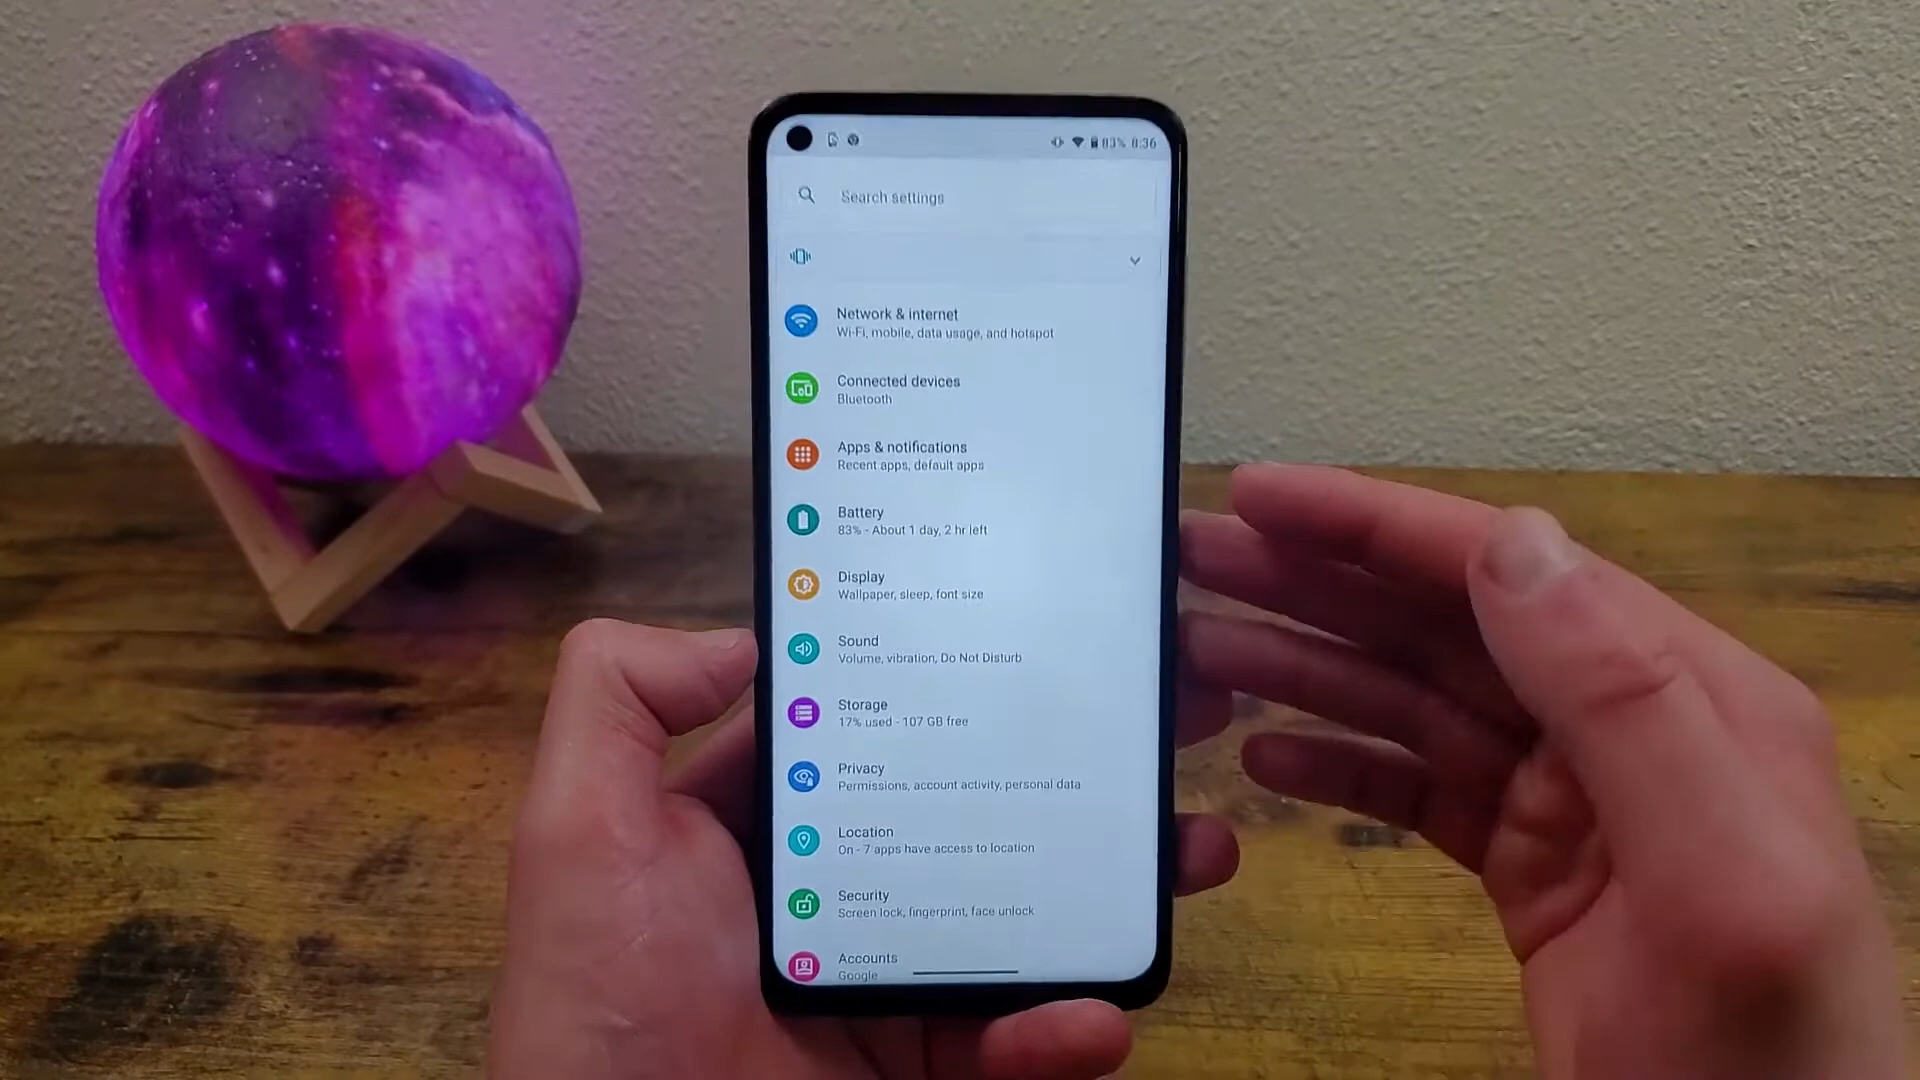 83% 8:36
Search settings
Network & internet
Wi-Fi, mobile, data usage, and hotspot
Connected devices
Bluetooth
Apps & notifications
Recent apps, default apps
Battery
83% - About 1 day, 2 hr left
Display
Wallpaper, sleep, font size
Sound
Volume, vibration, Do Not Disturb
Storage
17% used - 107 GB free
Privacy
Permissions, account activity, personal data
Location
On - 7 apps have access to location
Security
Screen lock, fingerprint, face unlock
Accounts
Google